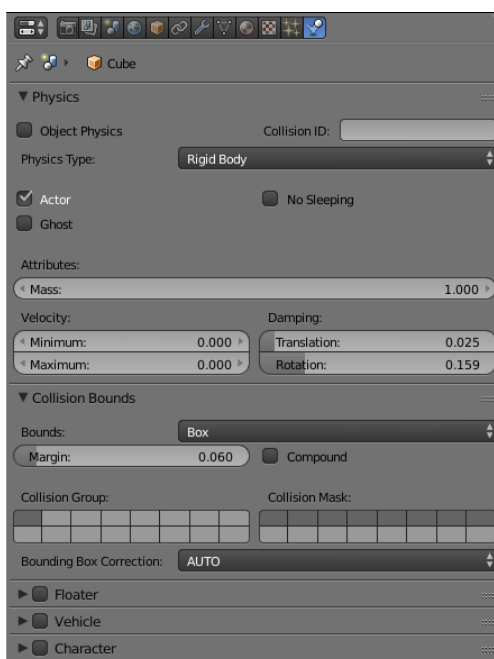 Cube
Physics
Object Physics Collision ID:
Physics Type: Rigid Body
Actor No Sleeping
Ghost
Attributes:
Mass: 1.000
Velocity: Damping:
Minimum: 0.000 Translation: 0.025
Maximum: 0.000 Rotation: 0.159
Collision Bounds
Bounds: Box
Margin: 0.060 Compound
Collision Group: Collision Mask:
Bounding Box Correction: AUTO
Floater
Vehicle
Character